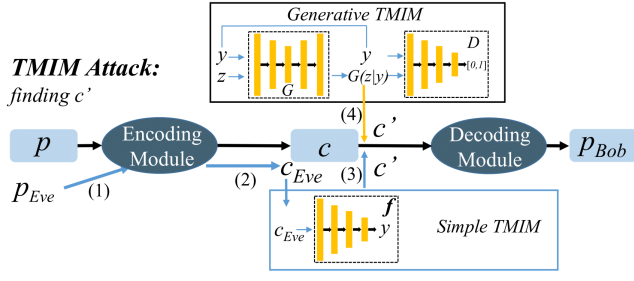 Generative TMIM
y
z
G
y
G(z|y)
D
[0,1]
TMIM Attack:
finding c'
(4)
c'
p
Encoding
Module
c
Decoding
Module
p_Bob
p_Eve
(1)
(2)
c_Eve
(3)
c'
c_Eve
f
y
Simple TMIM